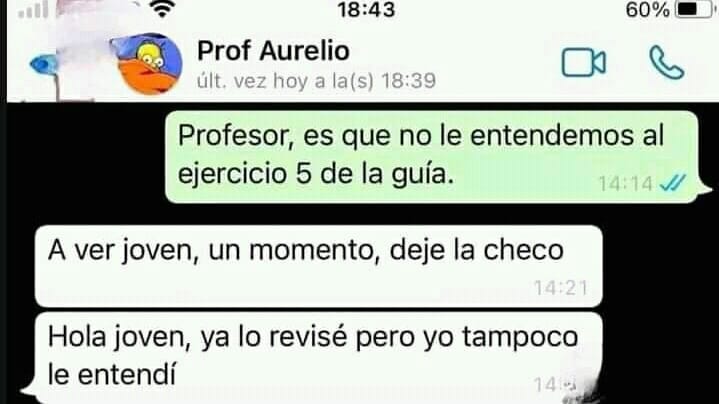 18:43
60%
Prof Aurelio
últ. vez hoy a la(s) 18:39
Profesor, es que no le entendemos al
ejercicio 5 de la guía.
14:14
A ver joven, un momento, deje la checo
14:21
Hola joven, ya lo revisé pero yo tampoco
le entendí